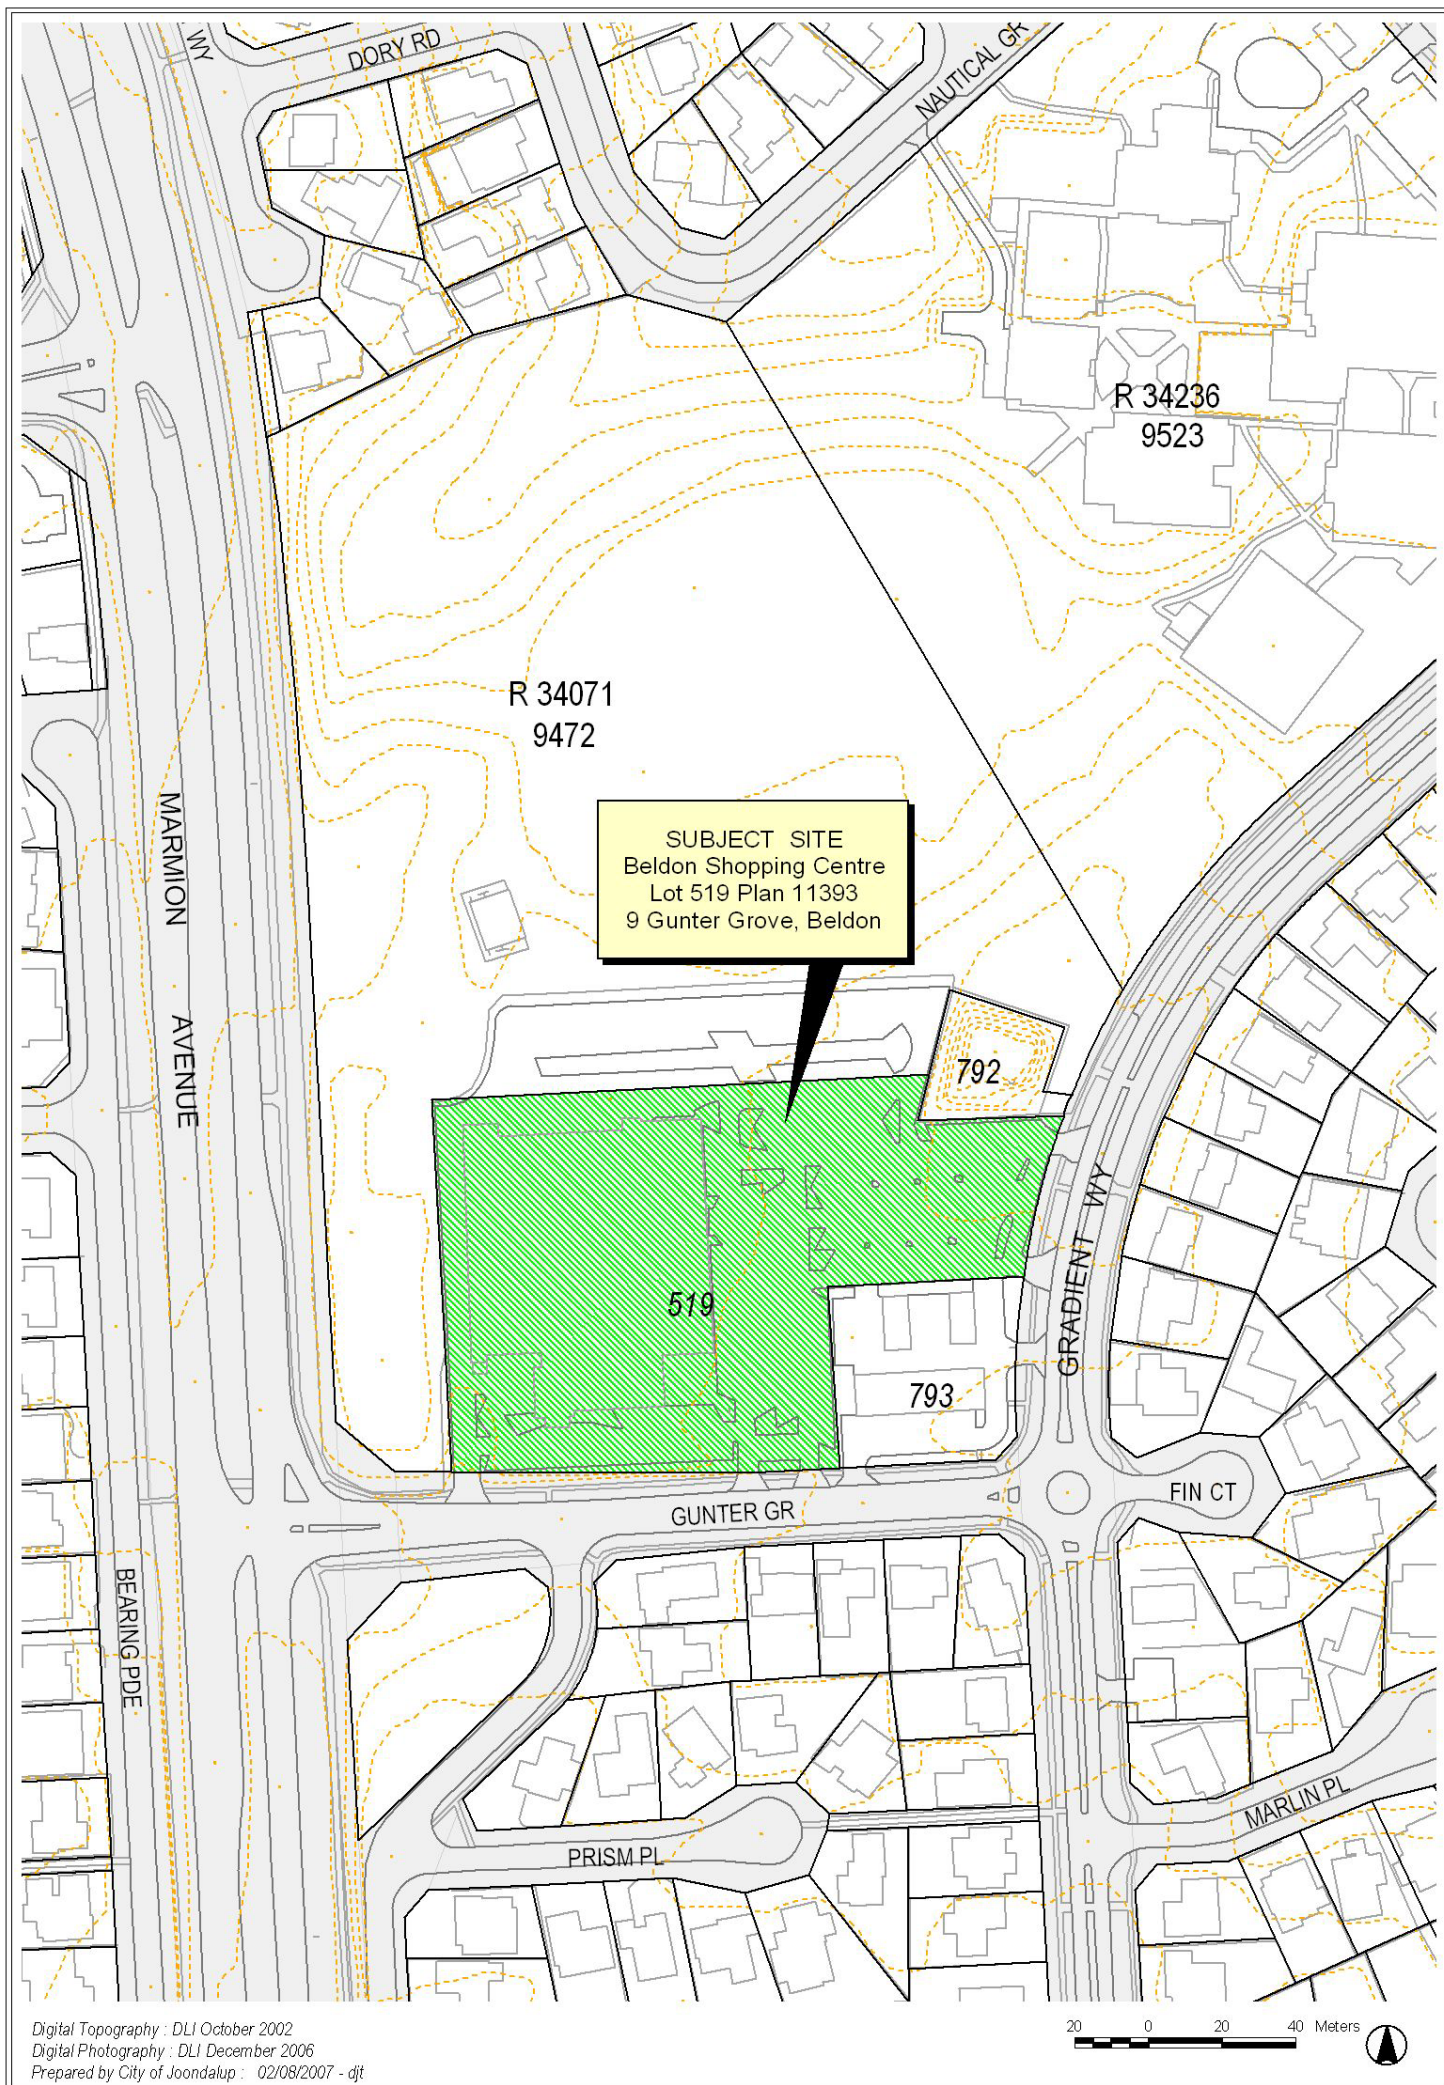 WY
DORY RD
NAUTICAL GR
R 34236
9523
R 34071
9472
MARMION AVENUE
SUBJECT SITE
Beldon Shopping Centre
Lot 519 Plan 11393
9 Gunter Grove, Beldon
792
519
GRADIENT WY
793
FIN CT
GUNTER GR
BEARING PDE
MARLIN PL
PRISM PL
Digital Topography : DLI October 2002
Digital Photography : DLI December 2006
Prepared by City of Joondalup : 02/08/2007 - djt
20 0 20 40 Meters